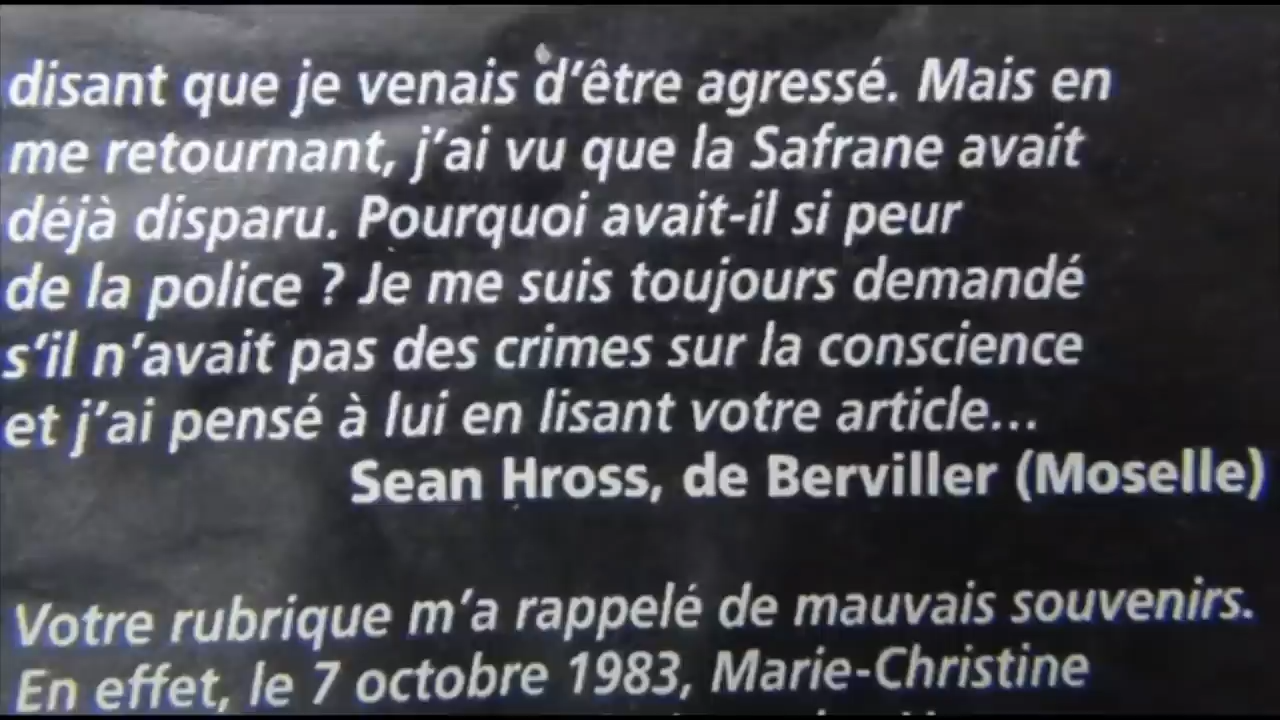 disant que je venais d'être agressé. Mais en
me retournant, j'ai vu que la Safrane avait
déjà disparu. Pourquoi avait-il si peur
de la police ? Je me suis toujours demandé
s'il n'avait pas des crimes sur la conscience
et j'ai pensé à lui en lisant votre article...
Sean Hross, de Berviller (Moselle)
Votre rubrique m'a rappelé de mauvais souvenirs.
En effet, le 7 octobre 1983, Marie-Christine